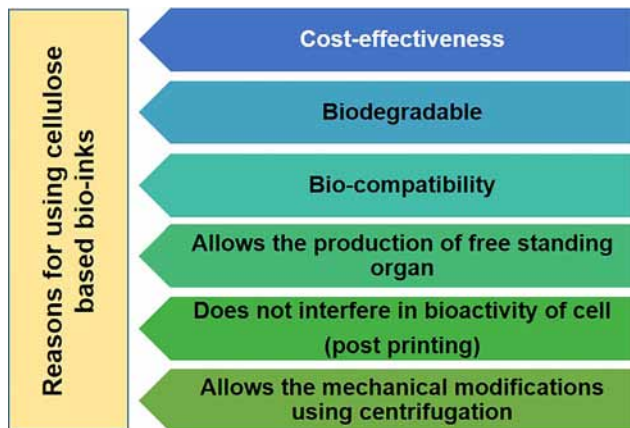 Reasons for using cellulose
based bio-inks
Cost-effectiveness
Biodegradable
Bio-compatibility
Allows the production of free standing
organ
Does not interfere in bioactivity of cell
(post printing)
Allows the mechanical modifications
using centrifugation